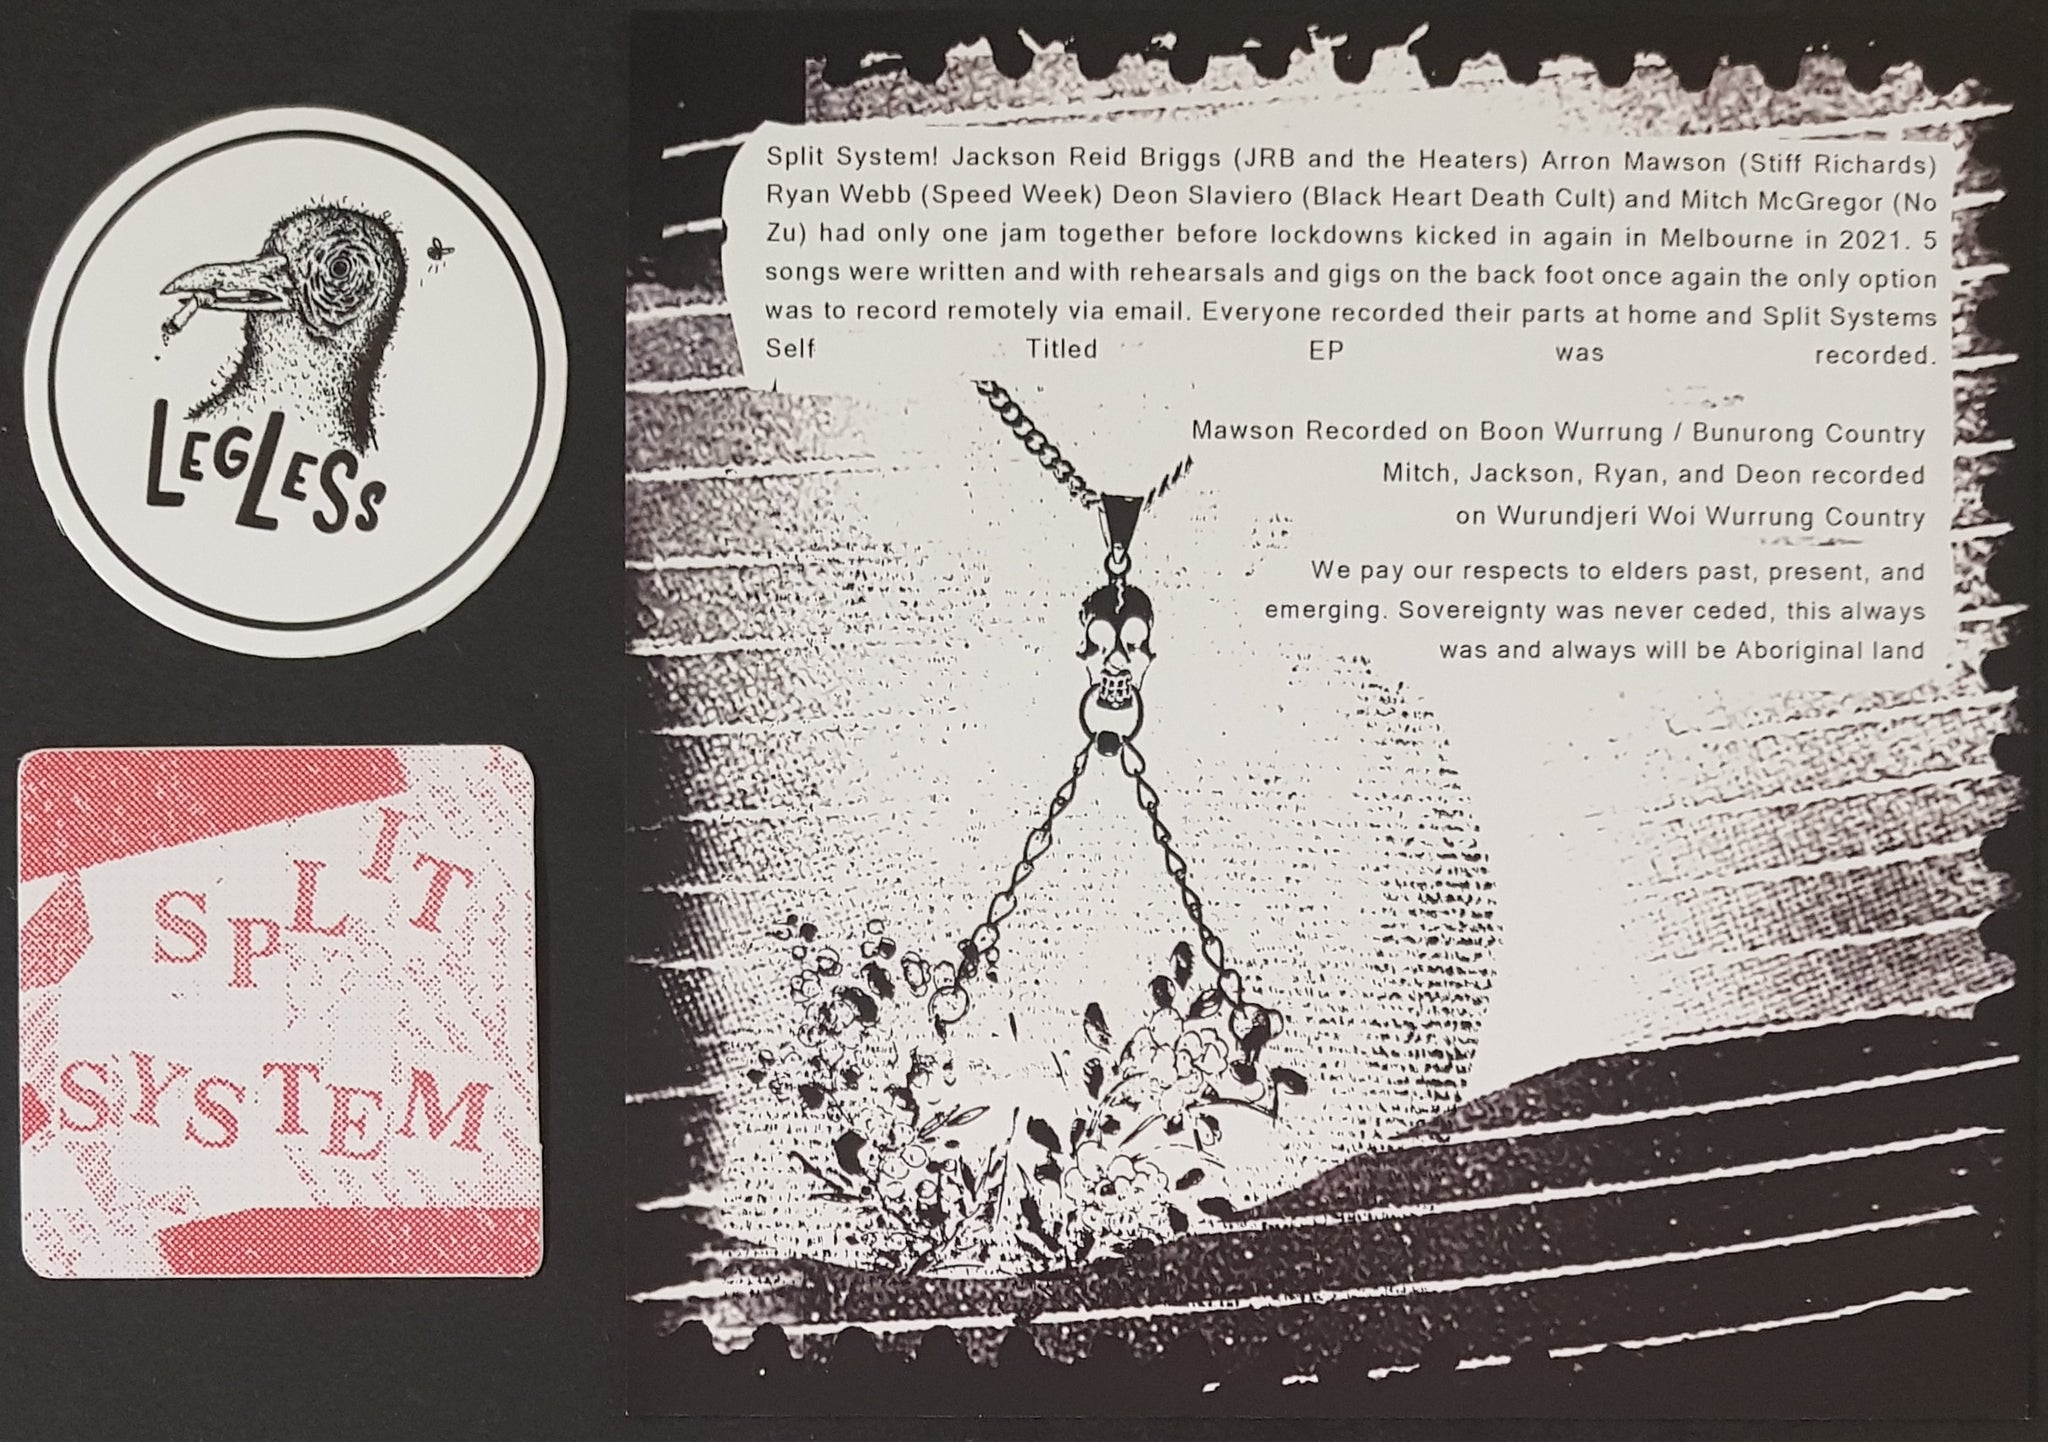 LEGLESS
SPLIT
SYSTEM
Split System! Jackson Reid Briggs (JRB and the Heaters) Arron Mawson (Stiff Richards)
Ryan Webb (Speed Week) Deon Slaviero (Black Heart Death Cult) and Mitch McGregor (No
Zu) had only one jam together before lockdowns kicked in again in Melbourne in 2021. 5
songs were written and with rehearsals and gigs on the back foot once again the only option
was to record remotely via email. Everyone recorded their parts at home and Split Systems
Self Titled EP was recorded.
Mawson Recorded on Boon Wurrung / Bunurong Country
Mitch, Jackson, Ryan, and Deon recorded
on Wurundjeri Woi Wurrung Country
We pay our respects to elders past, present, and
emerging. Sovereignty was never ceded, this always
was and always will be Aboriginal land